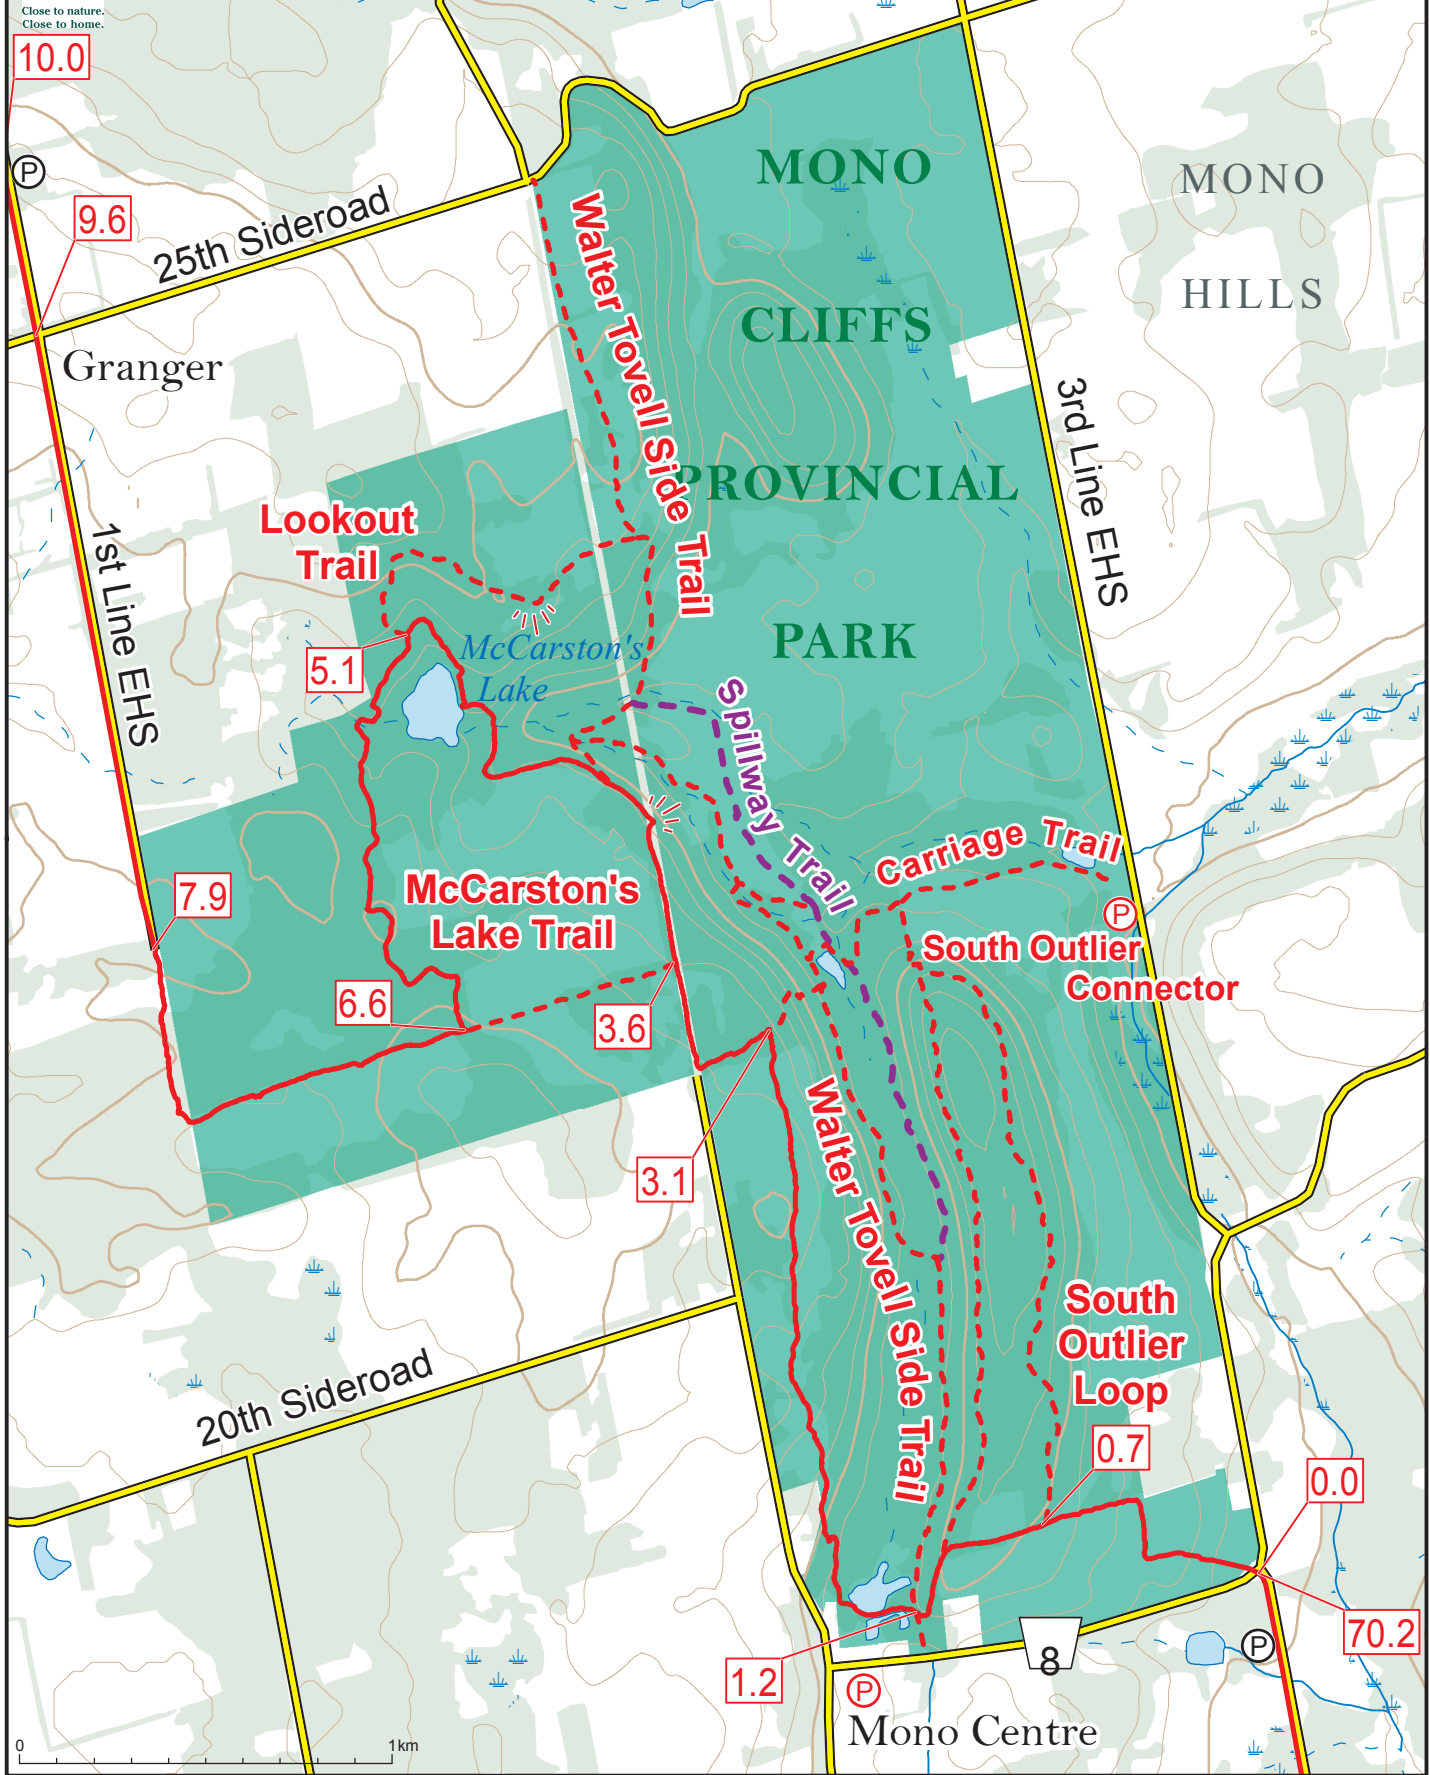 Close to nature.
Close to home.
10.0
P
9.6
25th Sideroad
Granger
MONO
CLIFFS
PROVINCIAL
PARK
MONO
HILLS
Walter Tovell Side Trail
3rd Line EHS
Lookout
Trail
1st Line EHS
McCarston's
Lake
5.1
Spillway Trail
Carriage Trail
7.9
McCarston's
Lake Trail
P
South Outlier
Connector
6.6
3.6
3.1
Walter Tovell Side Trail
South
Outlier
Loop
20th Sideroad
0.7
0.0
70.2
8
P
1.2
P
Mono Centre
0
1km